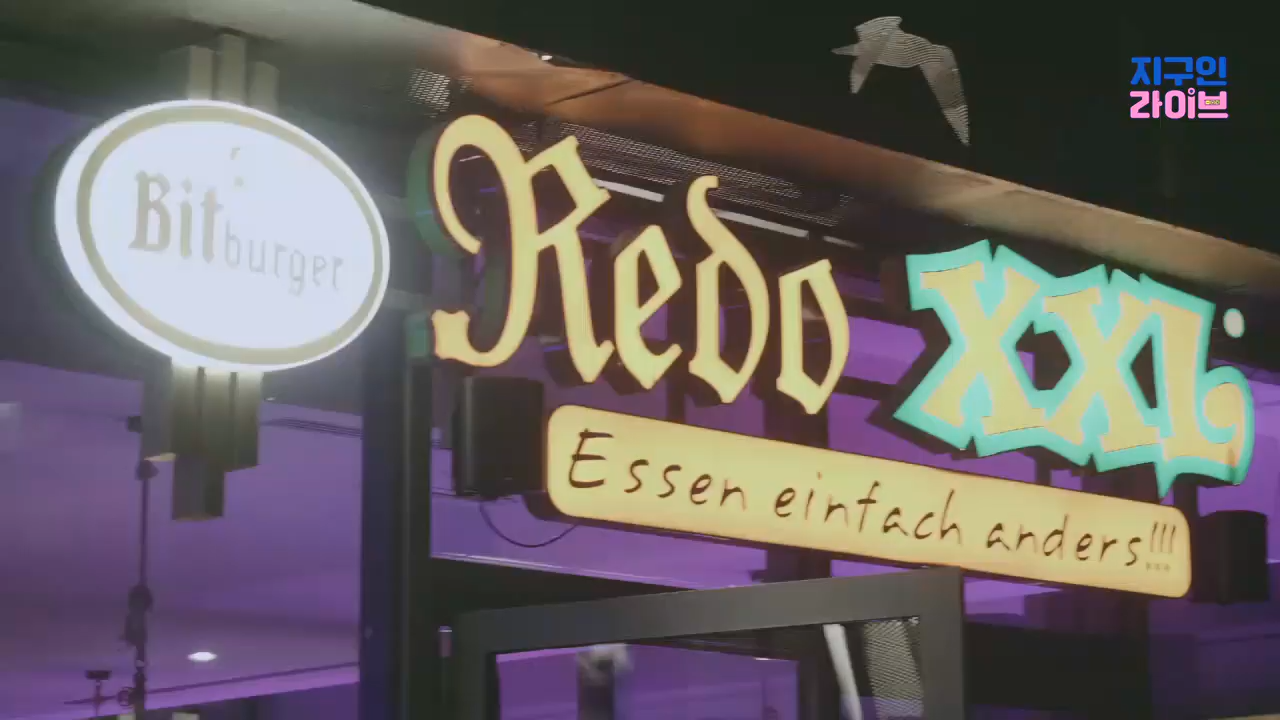 지구인
라이브
Bitburger
Redo XXL
Essen einfach anders!!!